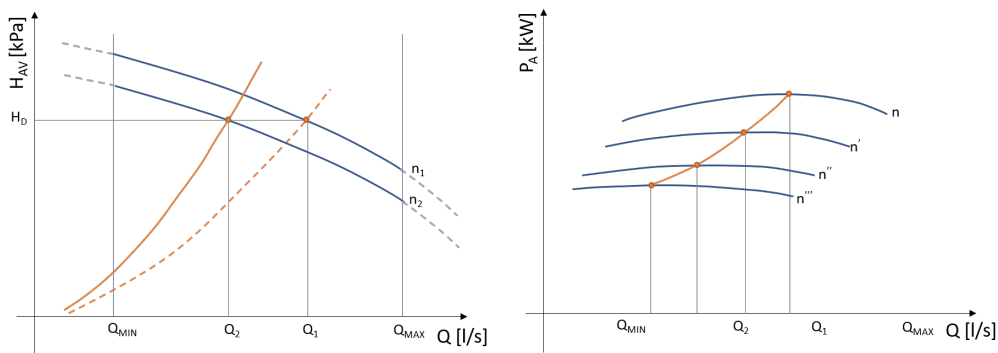 H_AV [kPa]
H_D
n_1
n_2
Q_MIN
Q_2
Q_1
Q_MAX
Q [l/s]
P_A [kW]
n
n'
n''
n'''
Q_MIN
Q_2
Q_1
Q_MAX
Q [l/s]